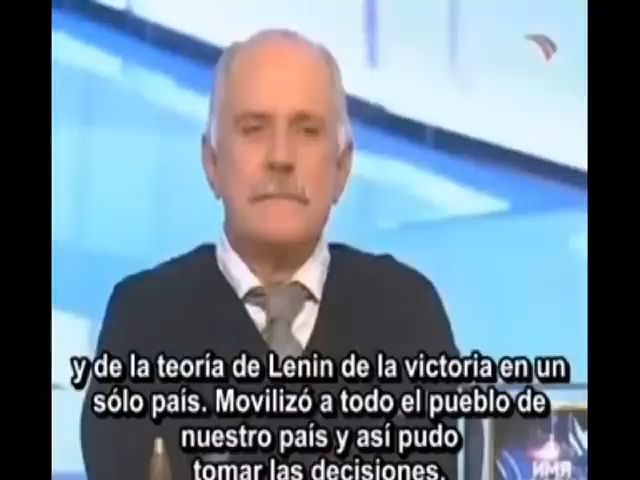 y de la teoría de Lenin de la victoria en un
sólo país. Movilizó a todo el pueblo de
nuestro país y así pudo
tomar las decisiones.
ИМЯ